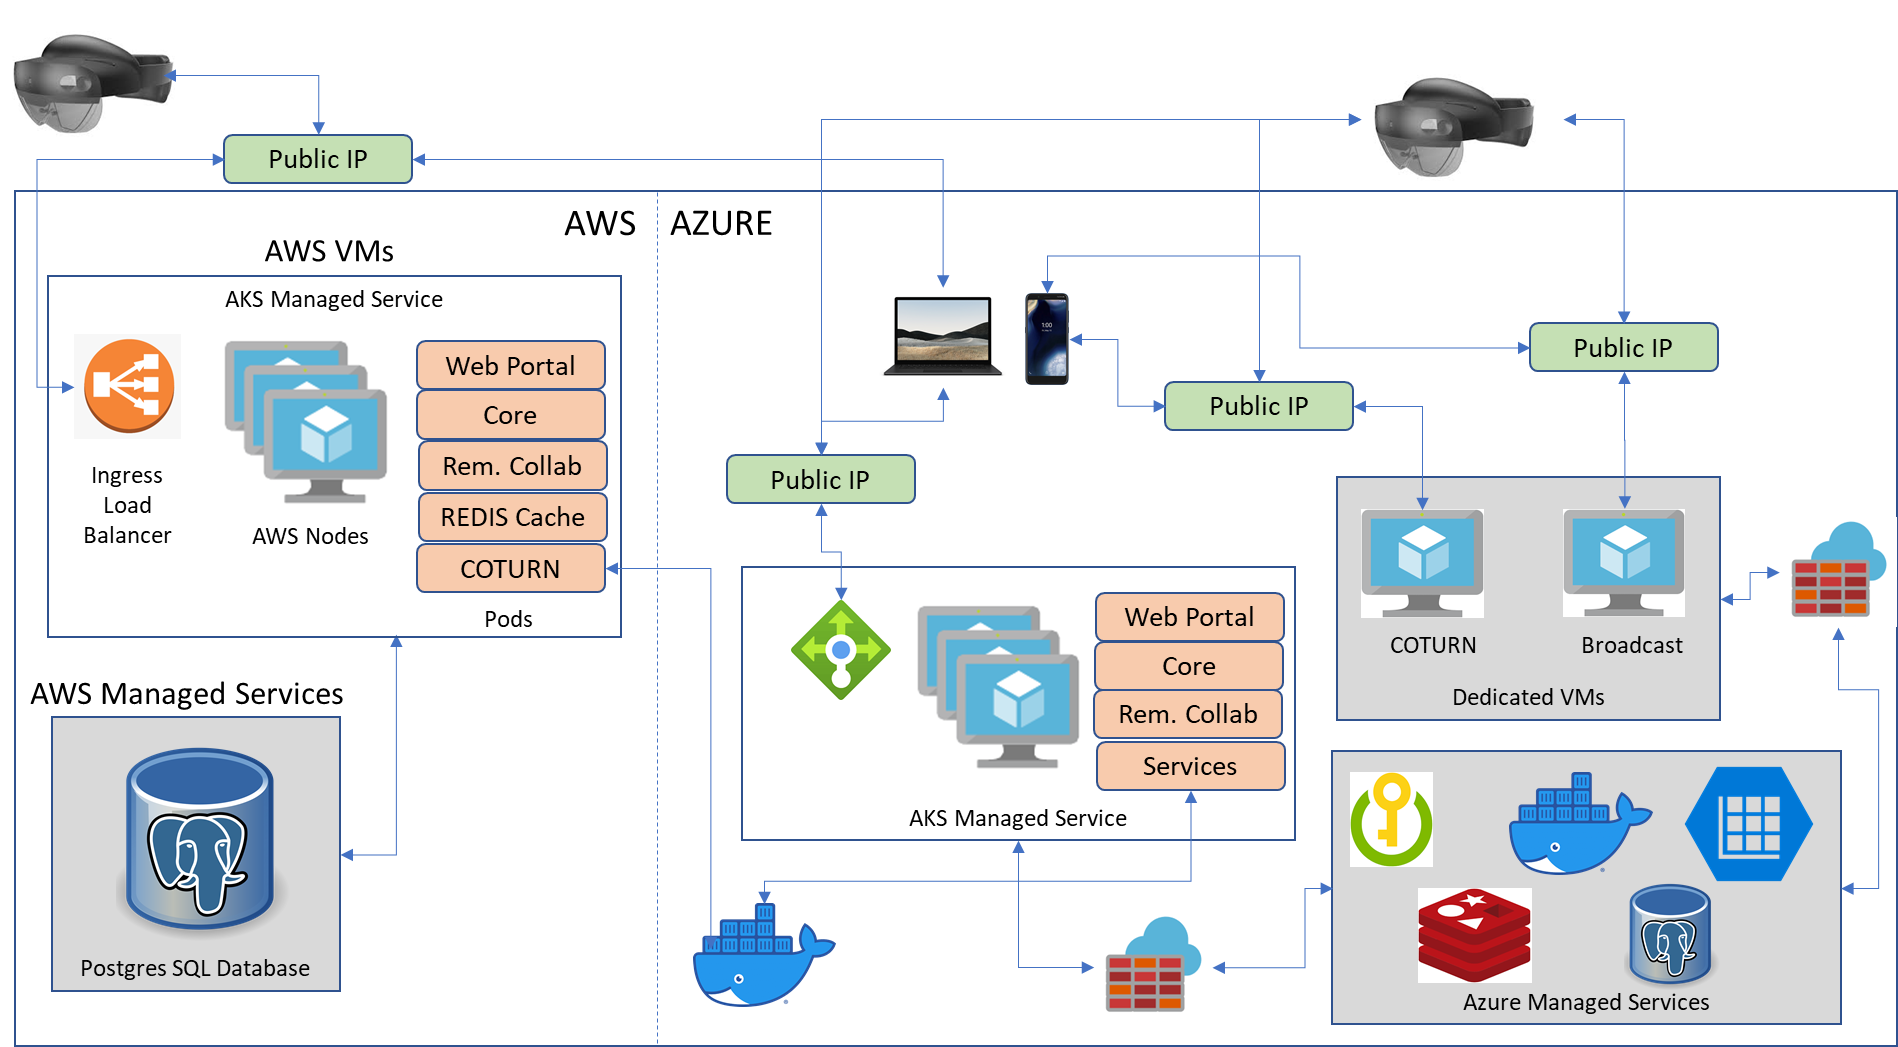 Public IP
AWS
AZURE
AWS VMs
AKS Managed Service
Ingress
Load
Balancer
AWS Nodes
Web Portal
Core
Rem. Collab
REDIS Cache
COTURN
Pods
AWS Managed Services
Postgres SQL Database
1:00
Public IP
Public IP
Public IP
Web Portal
Core
Rem. Collab
Services
AKS Managed Service
COTURN
Broadcast
Dedicated VMs
Azure Managed Services